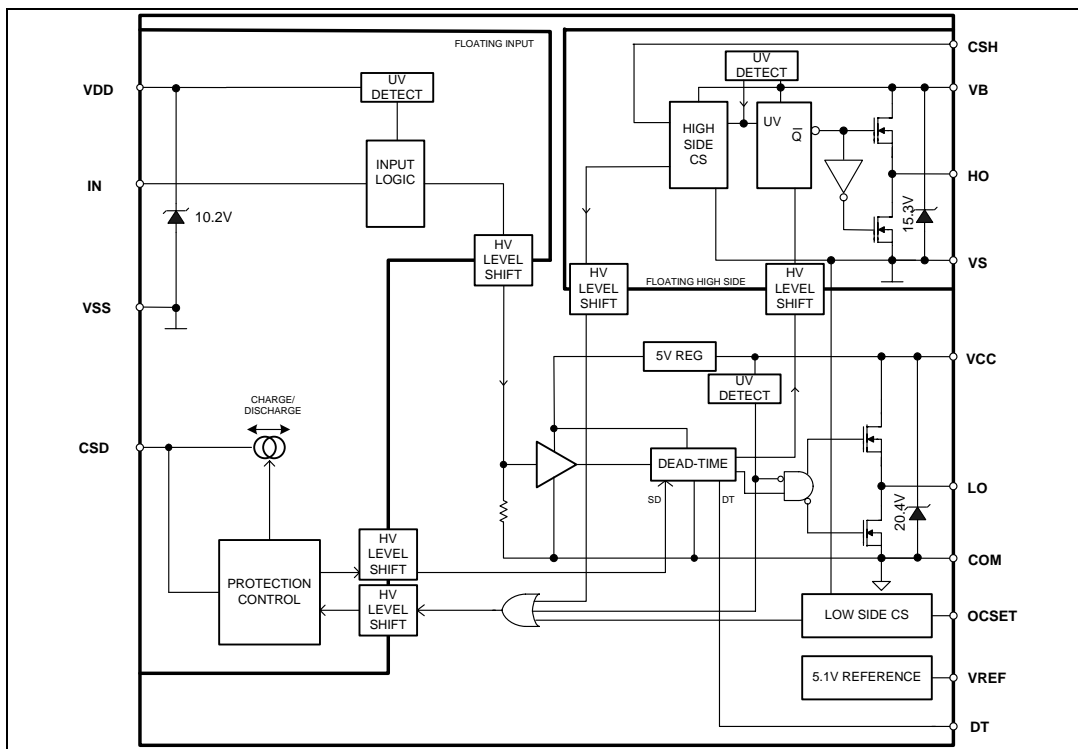 FLOATING INPUT
CSH
VDD
UV
DETECT
UV
DETECT
VB
HIGH
SIDE
CS
UV
Q
INPUT
LOGIC
IN
HO
10.2V
15.3V
HV
LEVEL
SHIFT
VS
HV
LEVEL
SHIFT
FLOATING HIGH SIDE
HV
LEVEL
SHIFT
VSS
5V REG
VCC
UV
DETECT
CHARGE/
DISCHARGE
CSD
DEAD-TIME
SD
DT
LO
20.4V
HV
LEVEL
SHIFT
COM
PROTECTION
CONTROL
HV
LEVEL
SHIFT
LOW SIDE CS
OCSET
5.1V REFERENCE
VREF
DT